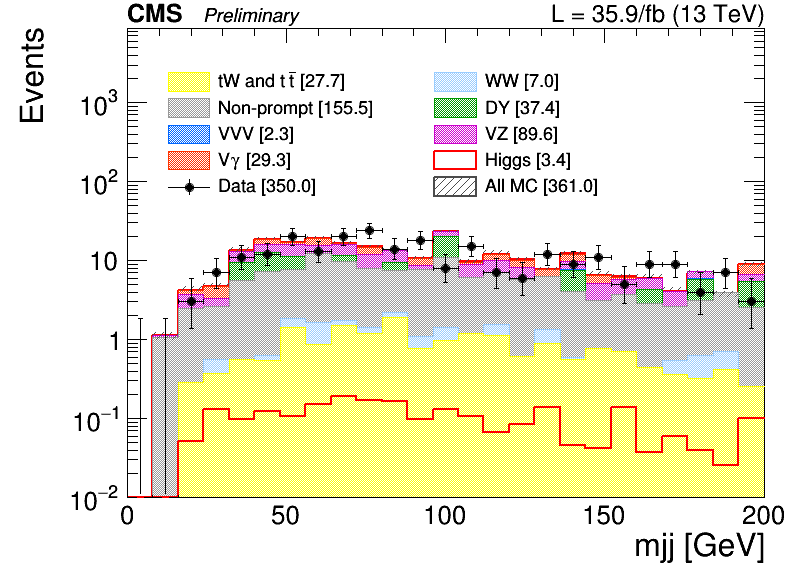 CMS Preliminary L = 35.9/fb (13 TeV)
Events
tW and t t̄ [27.7] WW [7.0]
Non-prompt [155.5] DY [37.4]
VVV [2.3] VZ [89.6]
Vγ [29.3] Higgs [3.4]
Data [350.0] All MC [361.0]
10³
10²
10
1
10⁻¹
10⁻²
0 50 100 150 200
mjj [GeV]